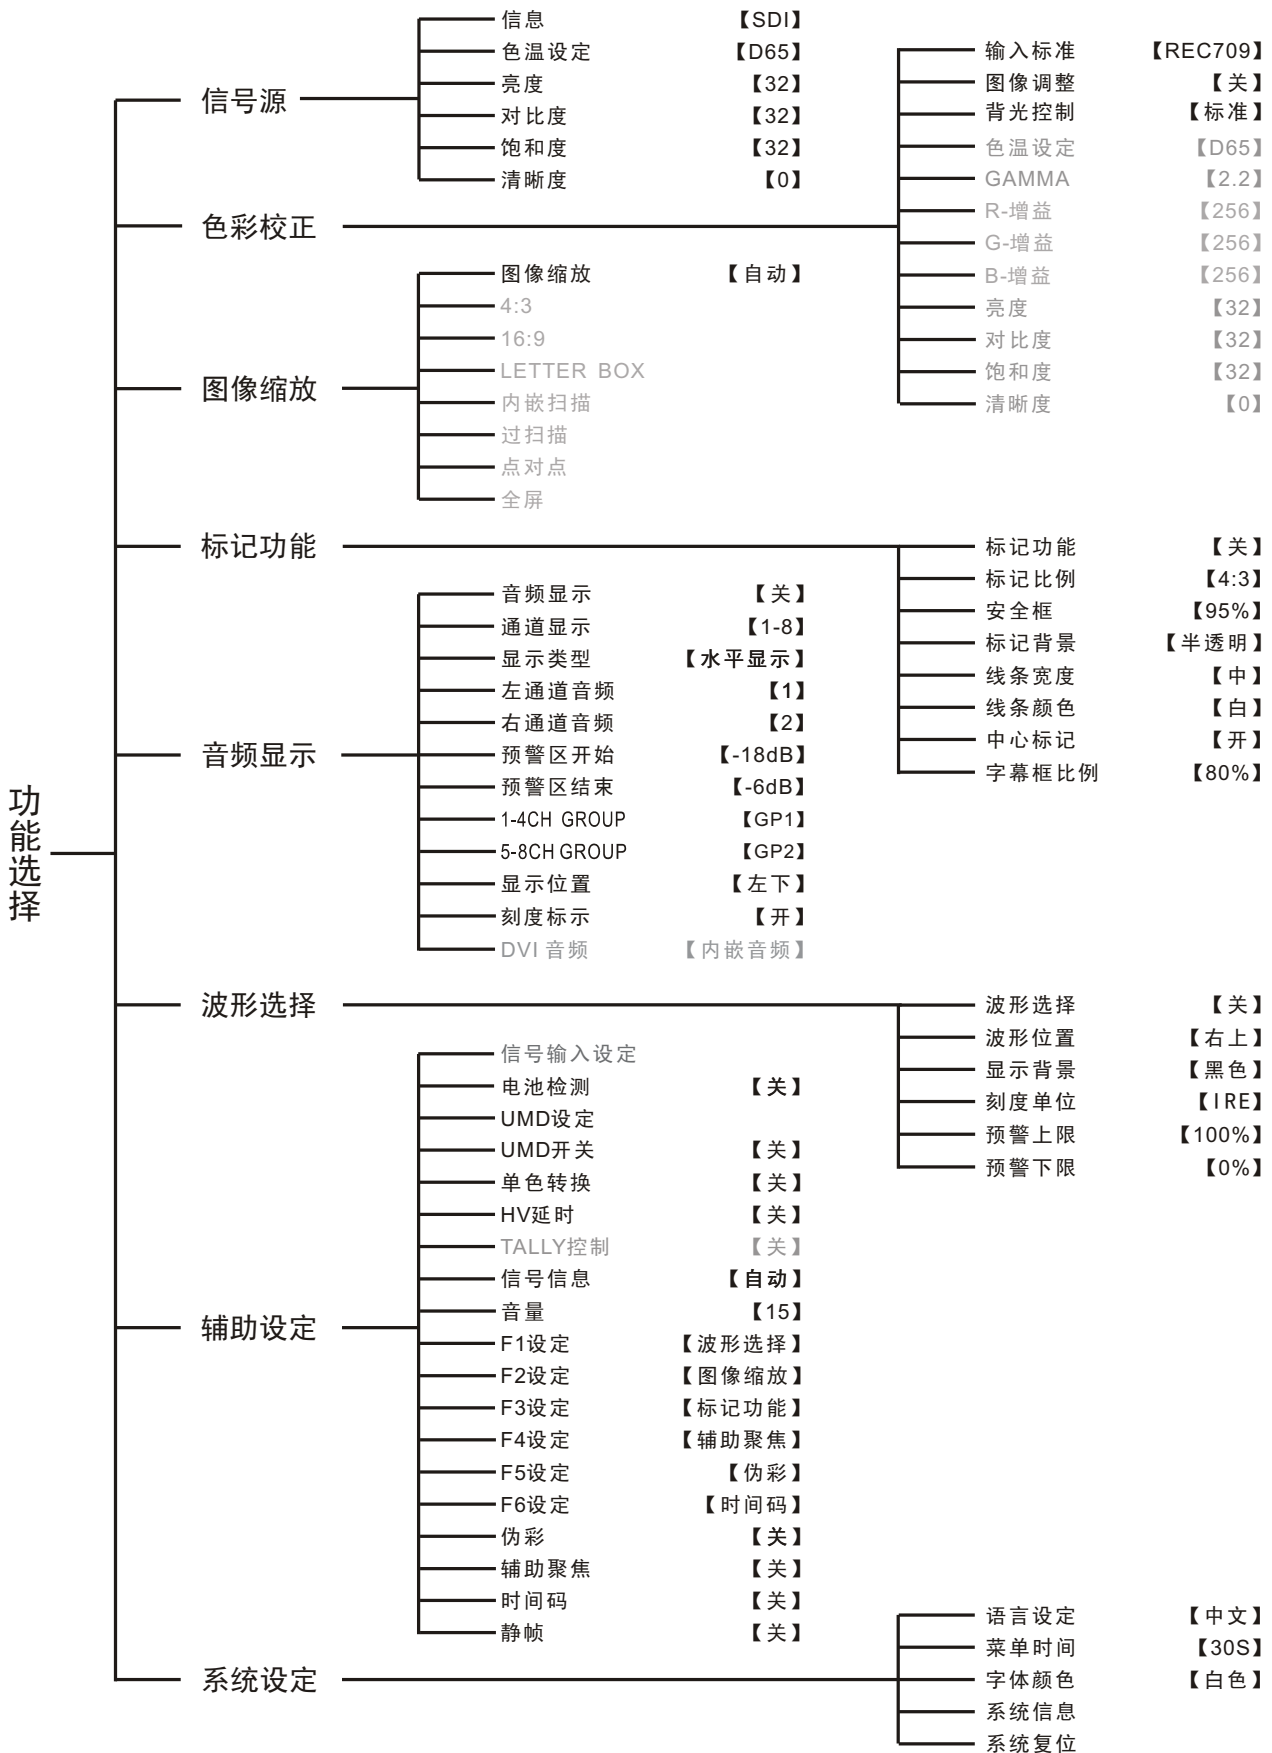 功能选择
信号源
信息 【SDI】
色温设定 【D65】
亮度 【32】
对比度 【32】
饱和度 【32】
清晰度 【0】
色彩校正
输入标准 【REC709】
图像调整 【关】
背光控制 【标准】
色温设定 【D65】
GAMMA 【2.2】
R-增益 【256】
G-增益 【256】
B-增益 【256】
亮度 【32】
对比度 【32】
饱和度 【32】
清晰度 【0】
图像缩放
图像缩放 【自动】
4:3
16:9
LETTER BOX
内嵌扫描
过扫描
点对点
全屏
标记功能
标记功能 【关】
标记比例 【4:3】
安全框 【95%】
标记背景 【半透明】
线条宽度 【中】
线条颜色 【白】
中心标记 【开】
字幕框比例 【80%】
音频显示
音频显示 【关】
通道显示 【1-8】
显示类型 【水平显示】
左通道音频 【1】
右通道音频 【2】
预警区开始 【-18dB】
预警区结束 【-6dB】
1-4CH GROUP 【GP1】
5-8CH GROUP 【GP2】
显示位置 【左下】
刻度标示 【开】
DVI 音频 【内嵌音频】
波形选择
波形选择 【关】
波形位置 【右上】
显示背景 【黑色】
刻度单位 【IRE】
预警上限 【100%】
预警下限 【0%】
辅助设定
信号输入设定
电池检测 【关】
UMD设定
UMD开关 【关】
单色转换 【关】
HV延时 【关】
TALLY控制 【关】
信号信息 【自动】
音量 【15】
F1设定 【波形选择】
F2设定 【图像缩放】
F3设定 【标记功能】
F4设定 【辅助聚焦】
F5设定 【伪彩】
F6设定 【时间码】
伪彩 【关】
辅助聚焦 【关】
时间码 【关】
静帧 【关】
系统设定
语言设定 【中文】
菜单时间 【30S】
字体颜色 【白色】
系统信息
系统复位